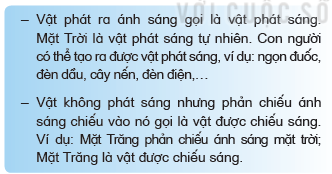 VỚI CUỘC SỐ
– Vật phát ra ánh sáng gọi là vật phát sáng.
Mặt Trời là vật phát sáng tự nhiên. Con người
có thể tạo ra được vật phát sáng, ví dụ: ngọn đuốc,
đèn dầu, cây nến, đèn điện,…
– Vật không phát sáng nhưng phản chiếu ánh
sáng chiếu vào nó gọi là vật được chiếu sáng.
Ví dụ: Mặt Trăng phản chiếu ánh sáng mặt trời;
Mặt Trăng là vật được chiếu sáng.